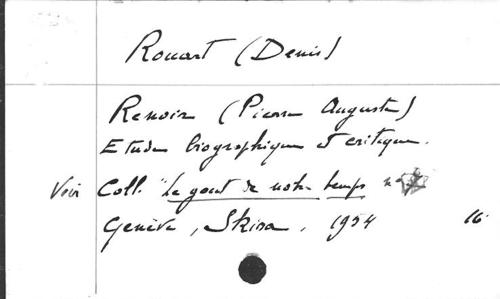 Rouart (Denis)
Renoir (Pierre Auguste)
Etude biographique et critique.
Voir Coll. "Le gout de notre temps" n°
Genève, Skira, 1954 16